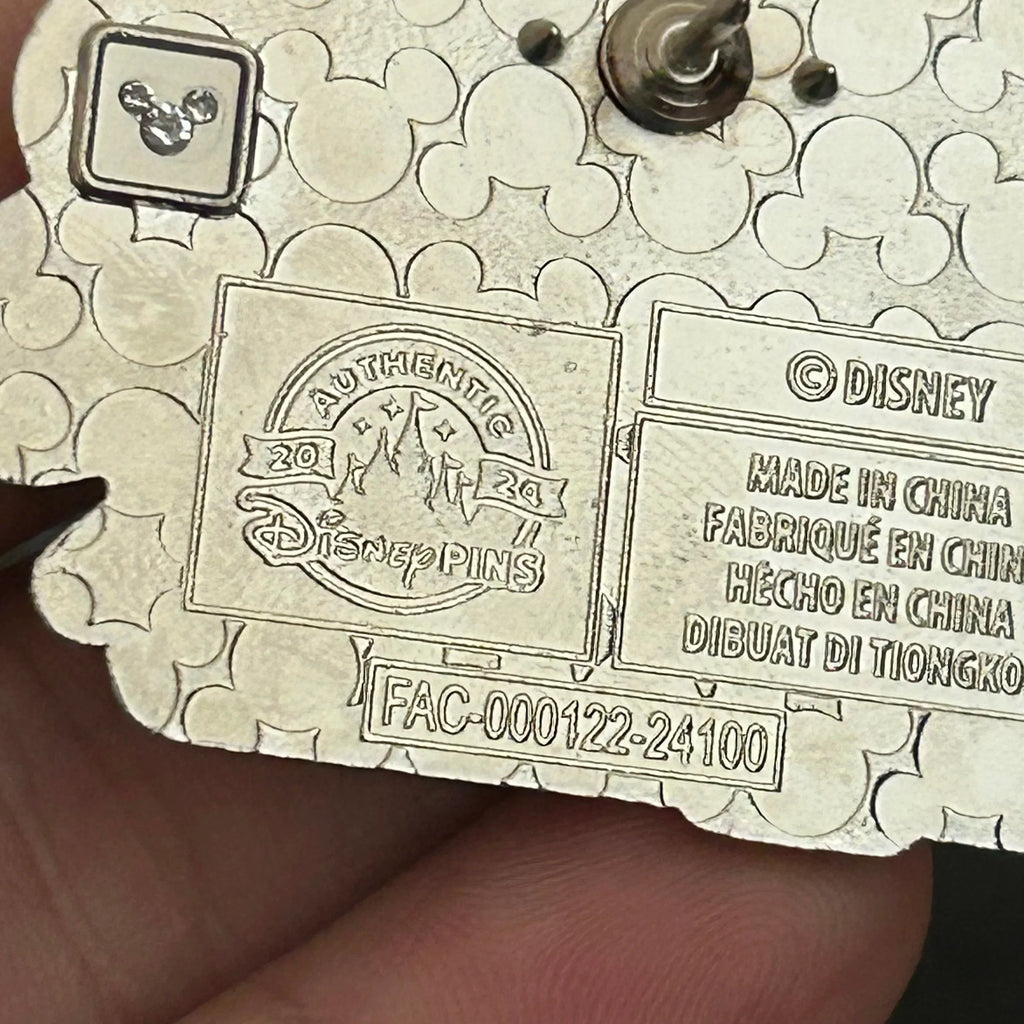 AUTHENTIC
20 24
Disney PINS
© DISNEY
MADE IN CHINA
FABRIQUÉ EN CHIN
HECHO EN CHINA
DIBUAT DI TIONGKO
FAC-000122-24100